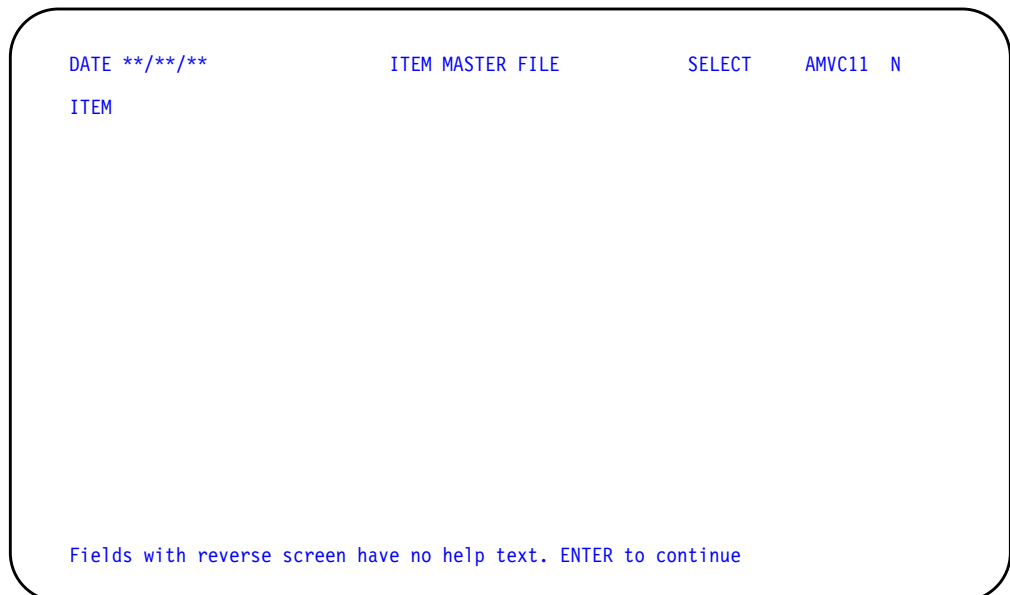 DATE **/**/** ITEM MASTER FILE SELECT AMVC11 N
ITEM
Fields with reverse screen have no help text. ENTER to continue